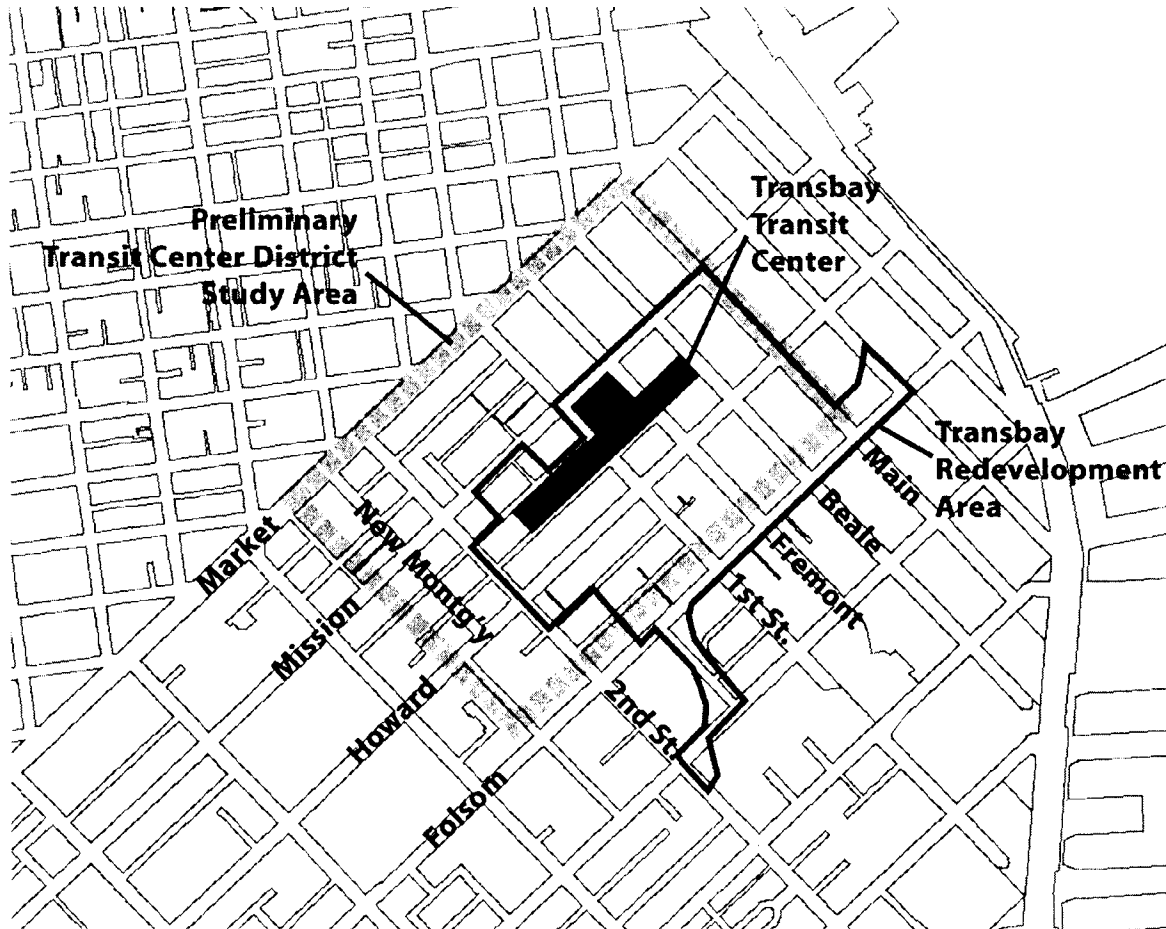 Transbay
Transit
Center
Preliminary
Transit Center District
Study Area
Transbay
Redevelopment
Area
Main
Beale
Fremont
1st St.
2nd St.
New Montg'y
Market
Mission
Howard
Folsom